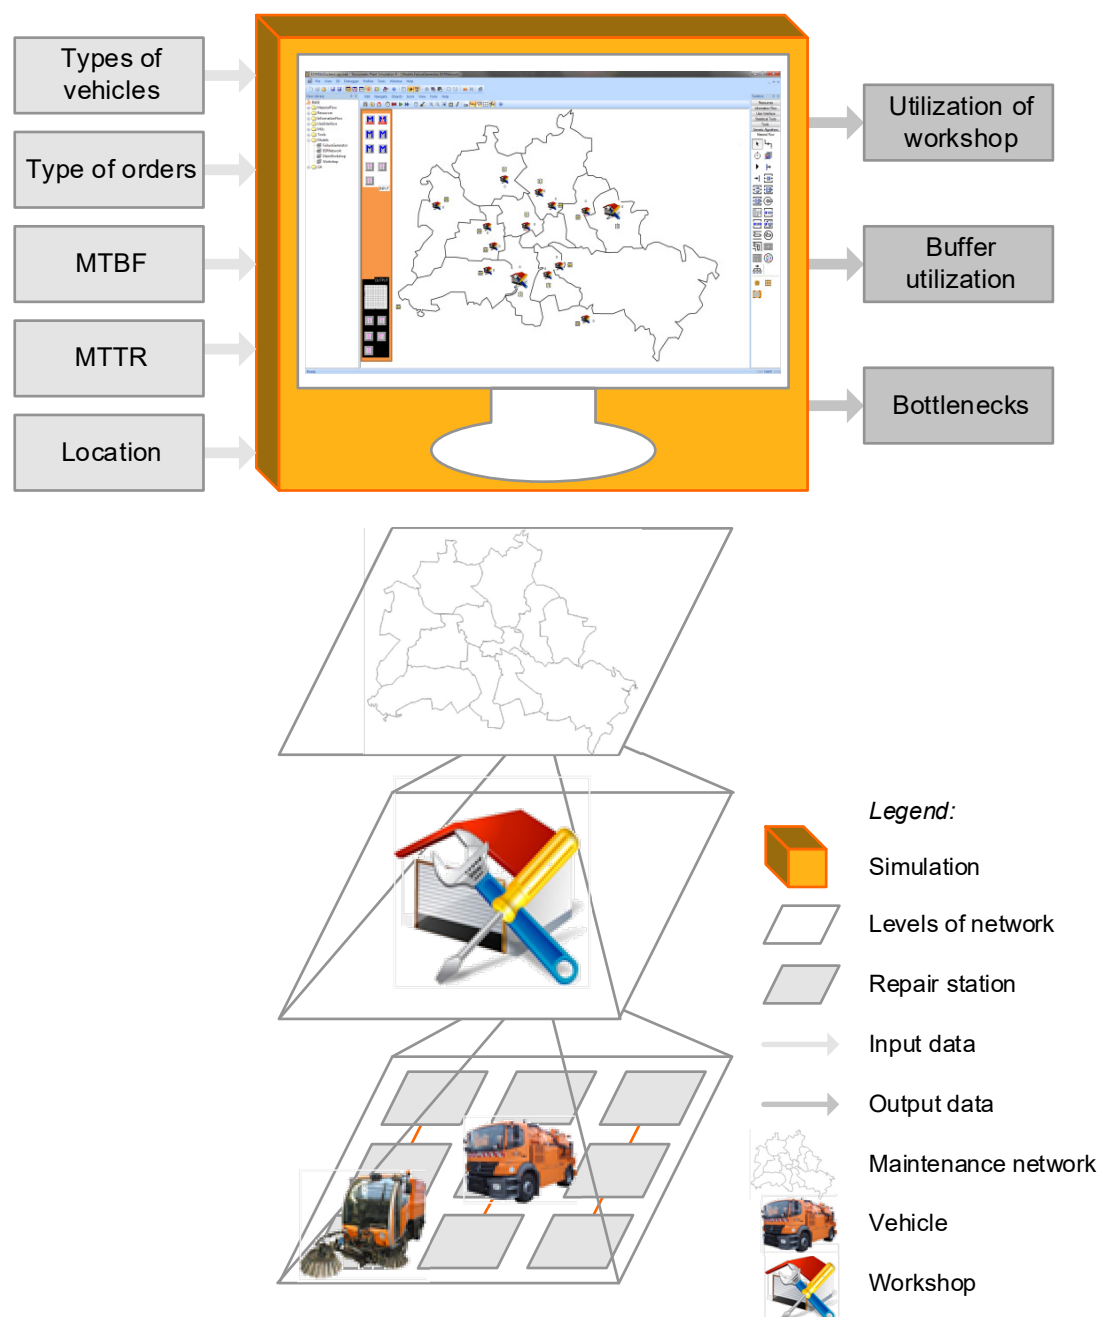 Types of
vehicles
Type of orders
MTBF
MTTR
Location
Utilization of
workshop
Buffer
utilization
Bottlenecks
Legend:
Simulation
Levels of network
Repair station
Input data
Output data
Maintenance network
Vehicle
Workshop